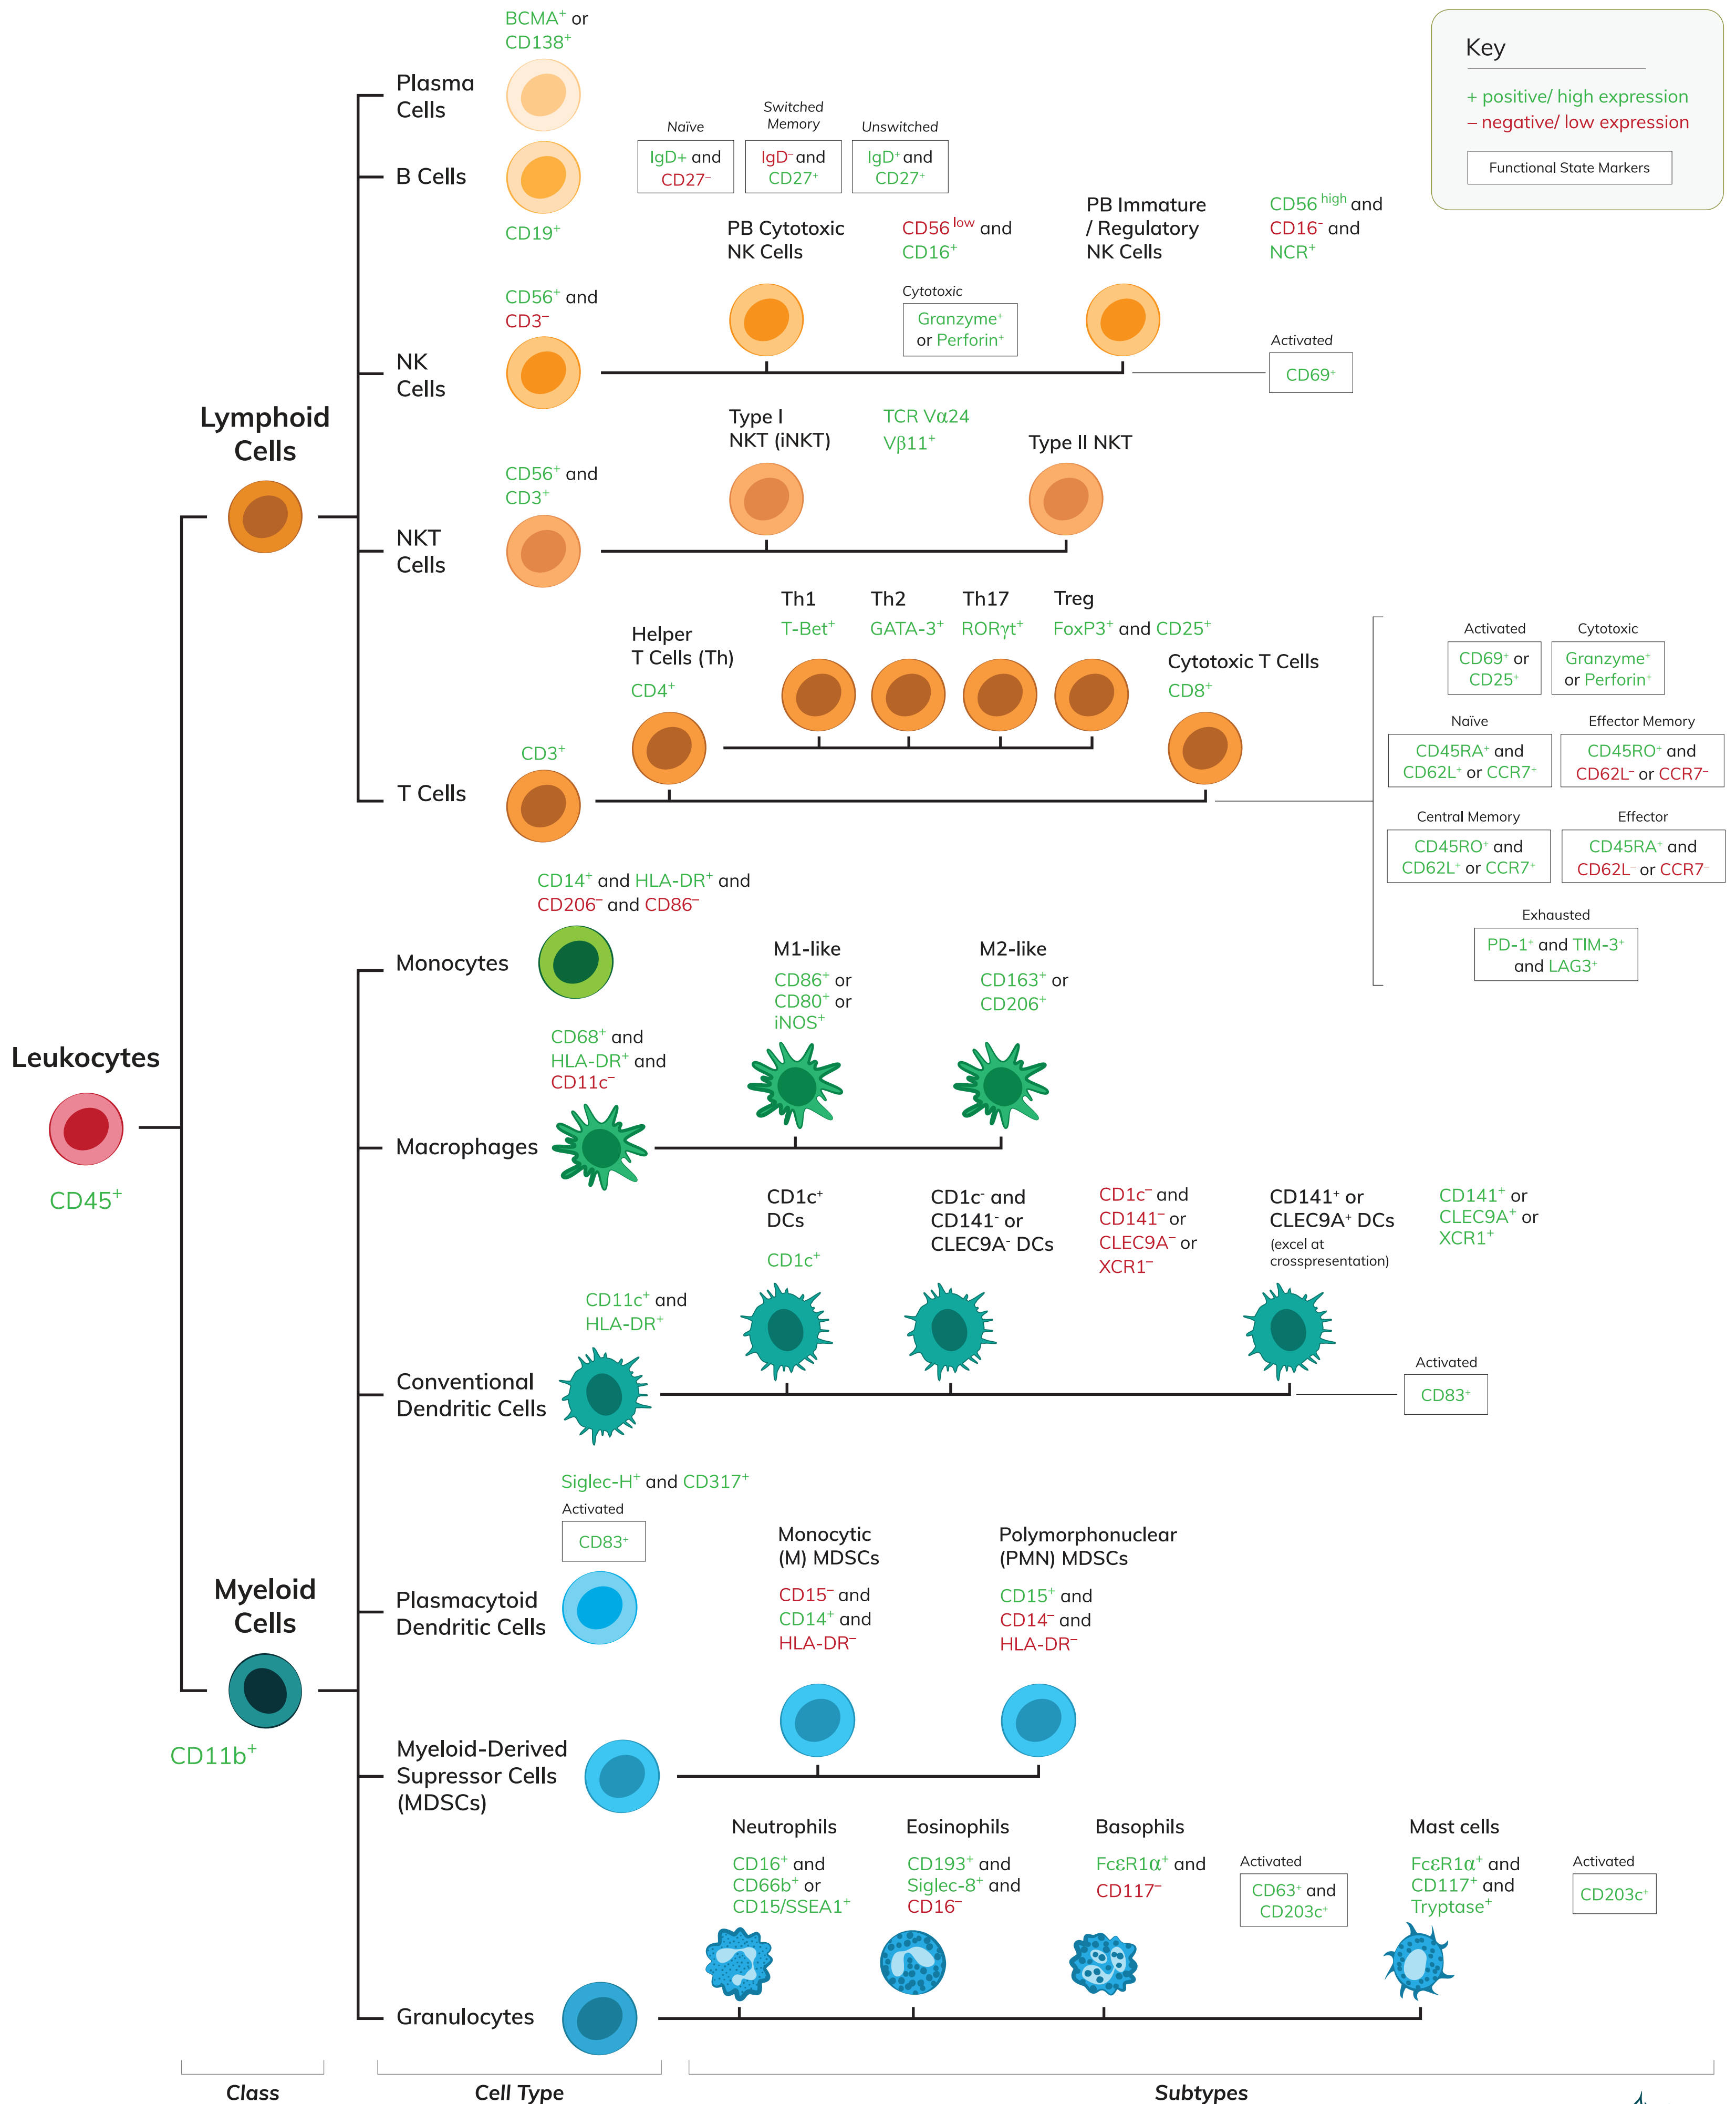 BCMA⁺ or
CD138⁺
Plasma
Cells
Key
+ positive/ high expression
– negative/ low expression
Functional State Markers
B Cells
CD19⁺
Naïve
IgD+ and
CD27⁻
Switched
Memory
IgD⁻ and
CD27⁺
Unswitched
IgD⁺ and
CD27⁺
CD56⁺ and
CD3⁻
NK
Cells
PB Cytotoxic
NK Cells
CD56 low and
CD16⁺
Cytotoxic
Granzyme⁺
or Perforin⁺
PB Immature
/ Regulatory
NK Cells
CD56 high and
CD16⁻ and
NCR⁺
Activated
CD69⁺
Lymphoid
Cells
CD56⁺ and
CD3⁺
NKT
Cells
Type I
NKT (iNKT)
TCR Vα24
Vβ11⁺
Type II NKT
CD3⁺
T Cells
Helper
T Cells (Th)
CD4⁺
Th1
T-Bet⁺
Th2
GATA-3⁺
Th17
RORγt⁺
Treg
FoxP3⁺ and CD25⁺
Cytotoxic T Cells
CD8⁺
Activated
CD69⁺ or
CD25⁺
Cytotoxic
Granzyme⁺
or Perforin⁺
Naïve
CD45RA⁺ and
CD62L⁺ or CCR7⁺
Effector Memory
CD45RO⁺ and
CD62L⁻ or CCR7⁻
Central Memory
CD45RO⁺ and
CD62L⁺ or CCR7⁺
Effector
CD45RA⁺ and
CD62L⁻ or CCR7⁻
Exhausted
PD-1⁺ and TIM-3⁺
and LAG3⁺
Leukocytes
CD45⁺
CD14⁺ and HLA-DR⁺ and
CD206⁻ and CD86⁻
Monocytes
CD68⁺ and
HLA-DR⁺ and
CD11c⁻
Macrophages
M1-like
CD86⁺ or
CD80⁺ or
iNOS⁺
M2-like
CD163⁺ or
CD206⁺
CD11c⁺ and
HLA-DR⁺
Conventional
Dendritic Cells
CD1c⁺
DCs
CD1c⁺
CD1c⁻ and
CD141⁻ or
CLEC9A⁻ DCs
CD1c⁻ and
CD141⁻ or
CLEC9A⁻ or
XCR1⁻
CD141⁺ or
CLEC9A⁺ DCs
(excel at
crosspresentation)
CD141⁺ or
CLEC9A⁺ or
XCR1⁺
Activated
CD83⁺
Siglec-H⁺ and CD317⁺
Activated
CD83⁺
Plasmacytoid
Dendritic Cells
Myeloid
Cells
CD11b⁺
Myeloid-Derived
Supressor Cells
(MDSCs)
Monocytic
(M) MDSCs
CD15⁻ and
CD14⁺ and
HLA-DR⁻
Polymorphonuclear
(PMN) MDSCs
CD15⁺ and
CD14⁻ and
HLA-DR⁻
Granulocytes
Neutrophils
CD16⁺ and
CD66b⁺ or
CD15/SSEA1⁺
Eosinophils
CD193⁺ and
Siglec-8⁺ and
CD16⁻
Basophils
FcεR1α⁺ and
CD117⁻
Activated
CD63⁺ and
CD203c⁺
Mast cells
FcεR1α⁺ and
CD117⁺ and
Tryptase⁺
Activated
CD203c⁺
Class
Cell Type
Subtypes